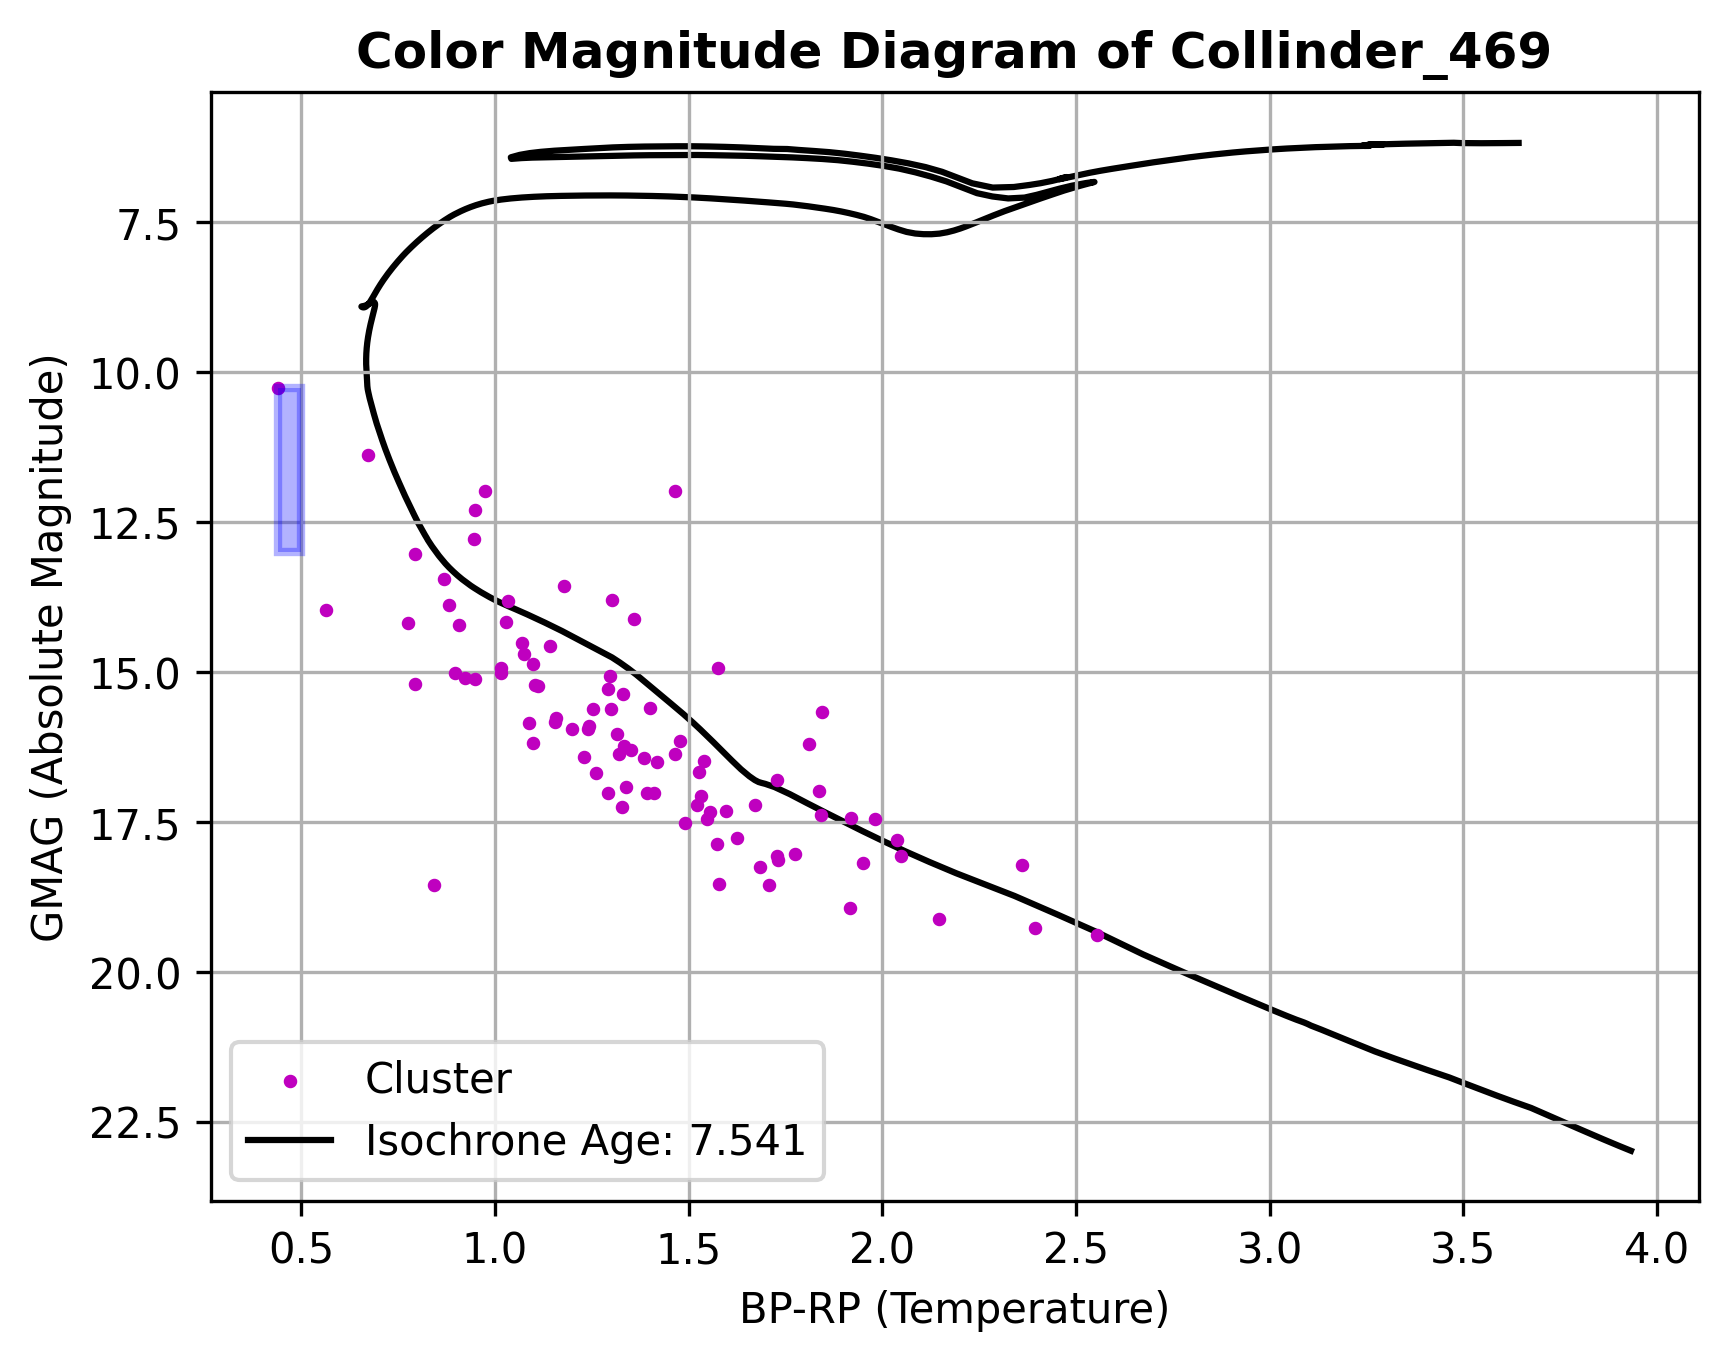 Color Magnitude Diagram of Collinder_469
GMAG (Absolute Magnitude)
7.5
10.0
12.5
15.0
17.5
20.0
22.5
Cluster
Isochrone Age: 7.541
0.5 1.0 1.5 2.0 2.5 3.0 3.5 4.0
BP-RP (Temperature)